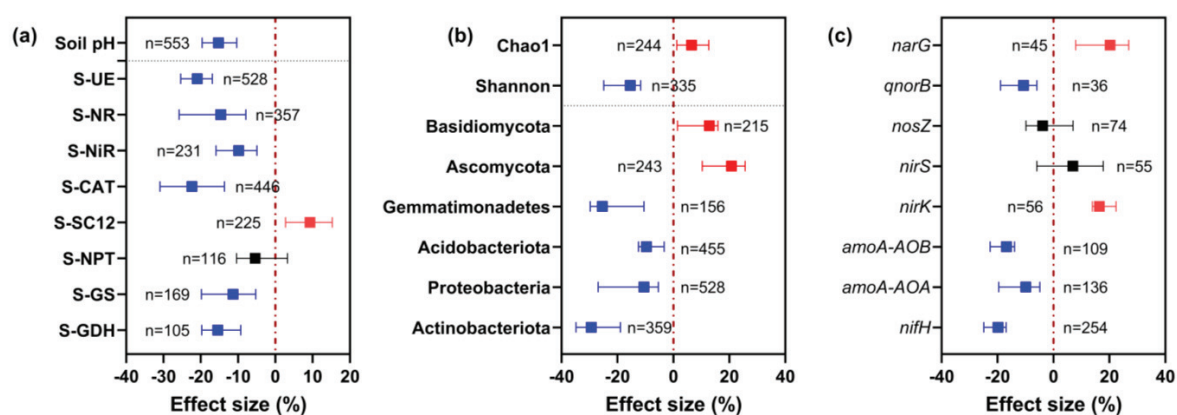 (a)
Soil pH n=553
S-UE n=528
S-NR n=357
S-NiR n=231
S-CAT n=446
S-SC12 n=225
S-NPT n=116
S-GS n=169
S-GDH n=105
-40 -30 -20 -10 0 10 20
Effect size (%)
(b)
Chao1 n=244
Shannon n=335
Basidiomycota n=215
Ascomycota n=243
Gemmatimonadetes n=156
Acidobacteriota n=455
Proteobacteria n=528
Actinobacteriota n=359
-40 -20 0 20 40
Effect size (%)
(c)
narG n=45
qnorB n=36
nosZ n=74
nirS n=55
nirK n=56
amoA-AOB n=109
amoA-AOA n=136
nifH n=254
-40 -20 0 20 40
Effect size (%)